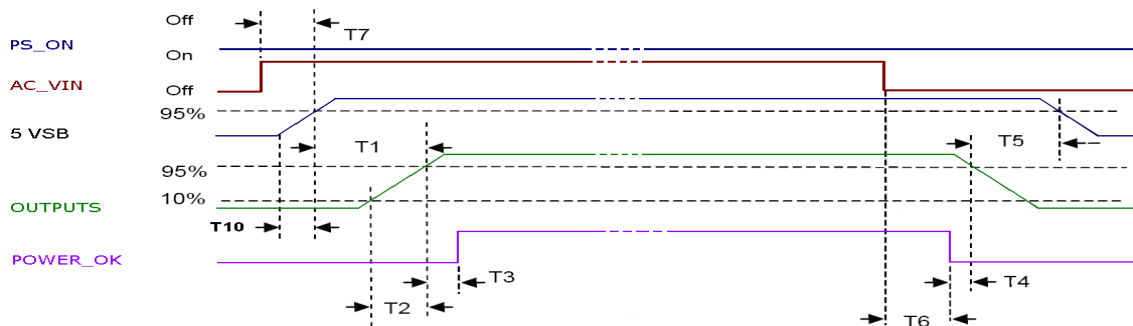 Off
T7
PS_ON
On
AC_VIN
Off
95%
5 VSB
T1
T5
95%
10%
OUTPUTS
T10
POWER_OK
T3
T4
T2
T6